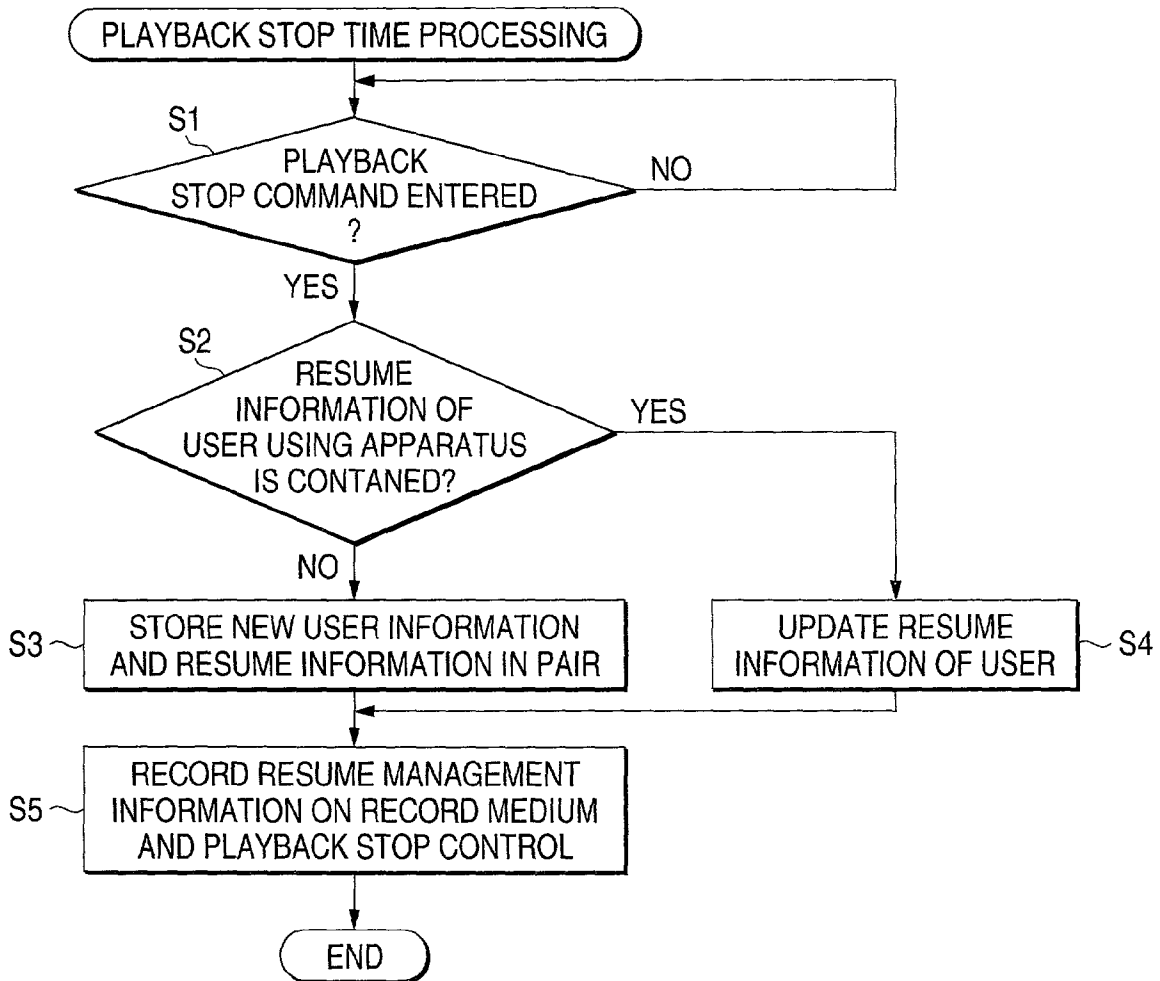 PLAYBACK STOP TIME PROCESSING
S1
PLAYBACK
STOP COMMAND ENTERED
?
NO
YES
S2
RESUME
INFORMATION OF
USER USING APPARATUS
IS CONTANED?
YES
NO
S3
STORE NEW USER INFORMATION
AND RESUME INFORMATION IN PAIR
UPDATE RESUME
INFORMATION OF USER
S4
S5
RECORD RESUME MANAGEMENT
INFORMATION ON RECORD MEDIUM
AND PLAYBACK STOP CONTROL
END